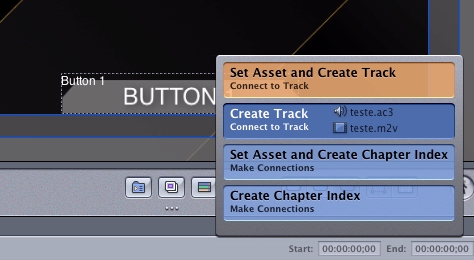 Button 1
BUTTON
Set Asset and Create Track
Connect to Track
Create Track
Connect to Track
teste.ac3
teste.m2v
Set Asset and Create Chapter Index
Make Connections
Create Chapter Index
Make Connections
Start: 00:00:00;00 End: 00:00:00;00